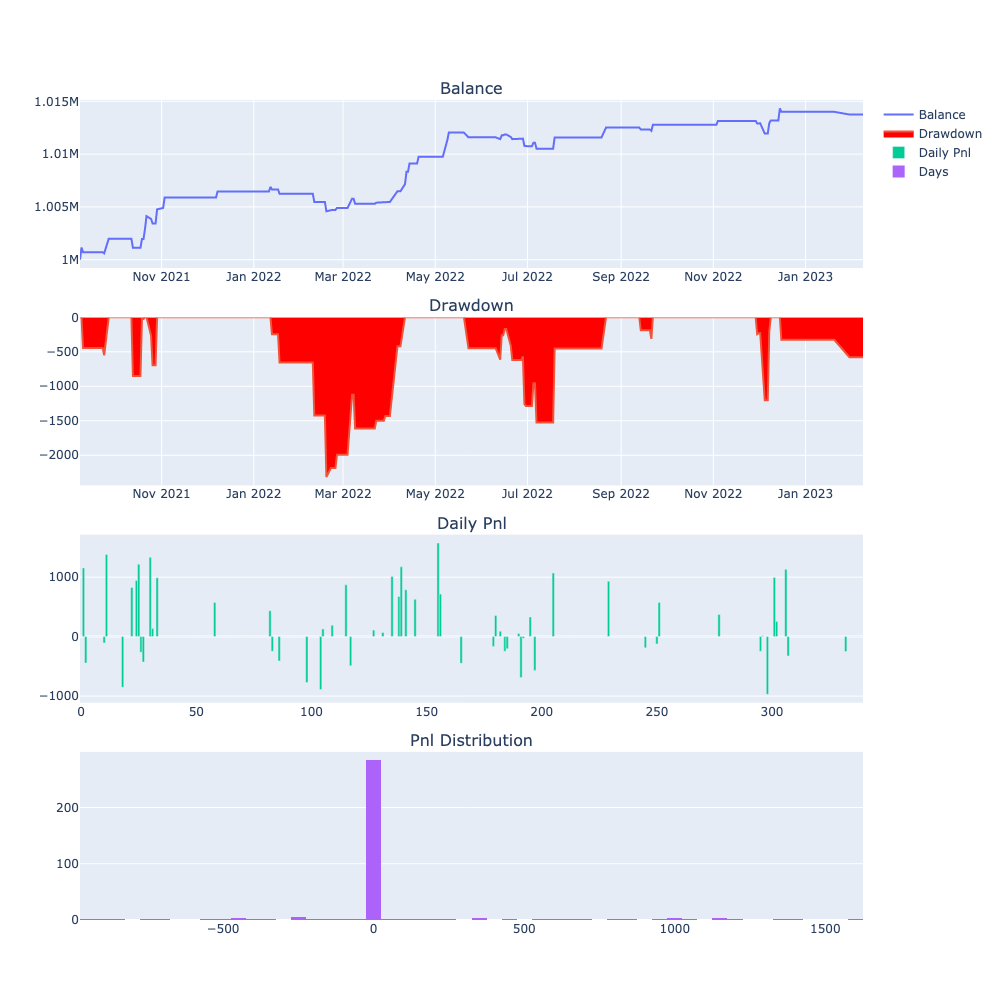 Balance
1.015M
1.01M
1.005M
1M
Nov 2021 Jan 2022 Mar 2022 May 2022 Jul 2022 Sep 2022 Nov 2022 Jan 2023
Balance
Drawdown
Daily Pnl
Days
Drawdown
0
−500
−1000
−1500
−2000
Nov 2021 Jan 2022 Mar 2022 May 2022 Jul 2022 Sep 2022 Nov 2022 Jan 2023
Daily Pnl
1000
0
−1000
0 50 100 150 200 250 300
Pnl Distribution
200
100
0
−500 0 500 1000 1500